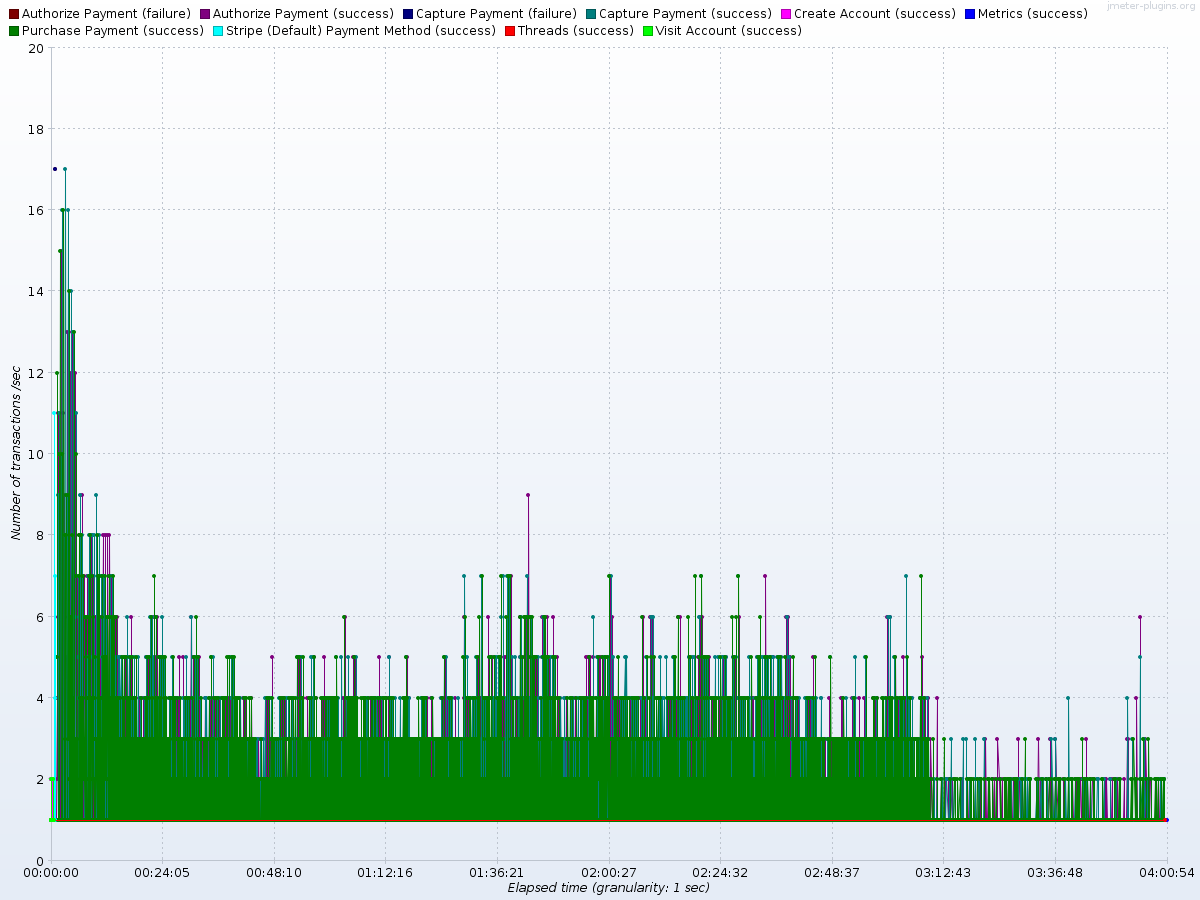 Authorize Payment (failure) Authorize Payment (success) Capture Payment (failure) Capture Payment (success) Create Account (success) Metrics (success)
jmeter-plugins.org
Purchase Payment (success) Stripe (Default) Payment Method (success) Threads (success) Visit Account (success)
20
18
16
14
12
10
8
6
4
2
0
Number of transactions /sec
00:00:00 00:24:05 00:48:10 01:12:16 01:36:21 02:00:27 02:24:32 02:48:37 03:12:43 03:36:48 04:00:54
Elapsed time (granularity: 1 sec)